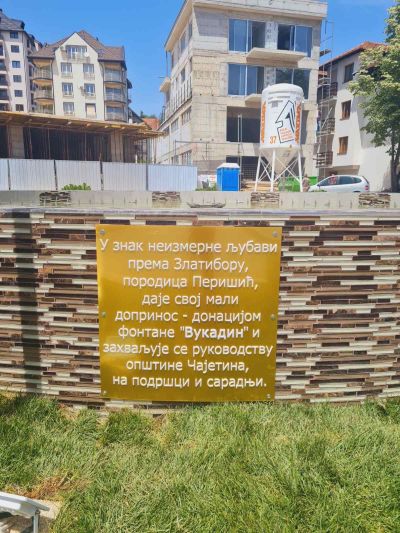 37
У знак неизмерне љубави
према Златибору,
породица Перишић,
даје свој мали
допринос - донацијом
фонтане "Вукадин" и
захваљује се руководству
општине Чајетина,
на подршци и сарадњи.